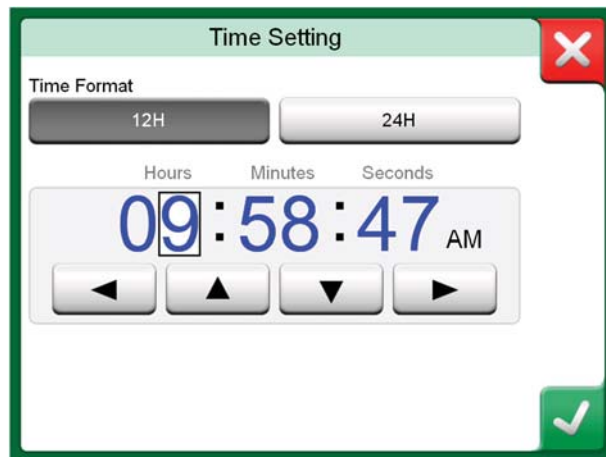 Time Setting
Time Format
12H 24H
Hours Minutes Seconds
09:58:47 AM